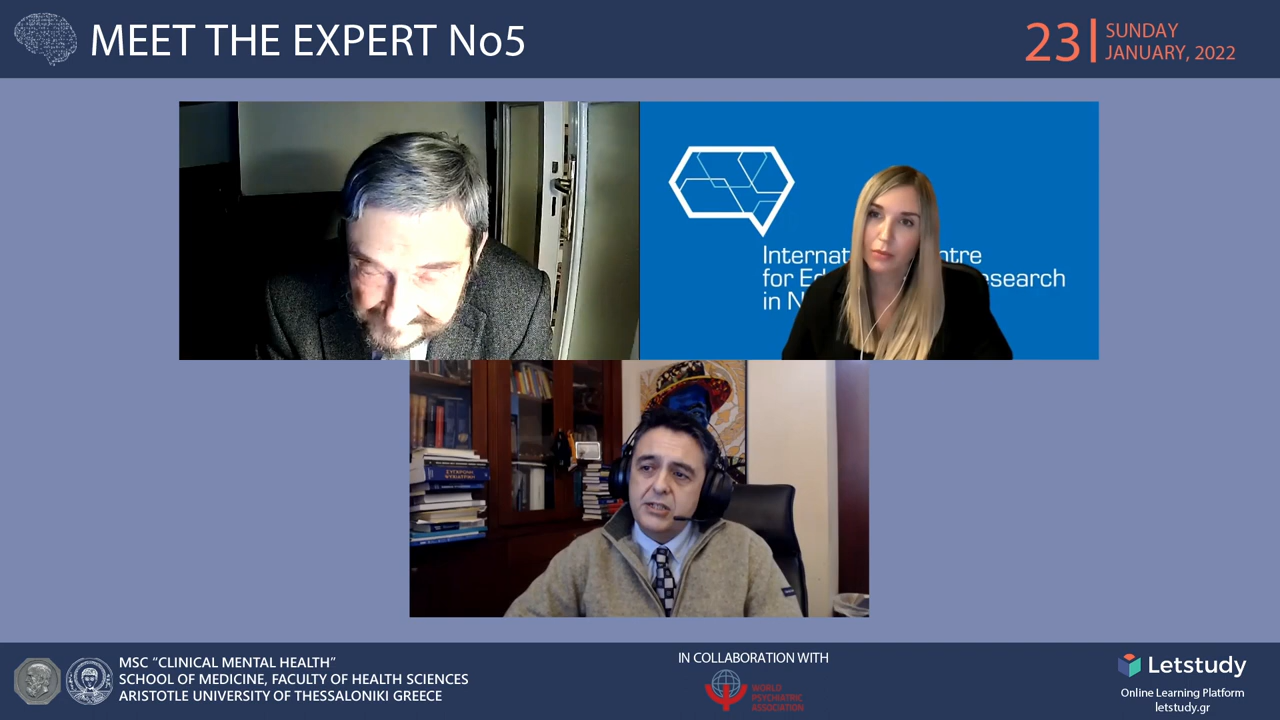 MEET THE EXPERT No5
23
SUNDAY
JANUARY, 2022
Internat ntre
for Ed esearch
in N
ΣΥΓΧΡΟΝΗ
ΨΥΧΙΑΤΡΙΚΗ
MSC “CLINICAL MENTAL HEALTH”
SCHOOL OF MEDICINE, FACULTY OF HEALTH SCIENCES
ARISTOTLE UNIVERSITY OF THESSALONIKI GREECE
IN COLLABORATION WITH
WORLD
PSYCHIATRIC
ASSOCIATION
Letstudy
Online Learning Platform
letstudy.gr